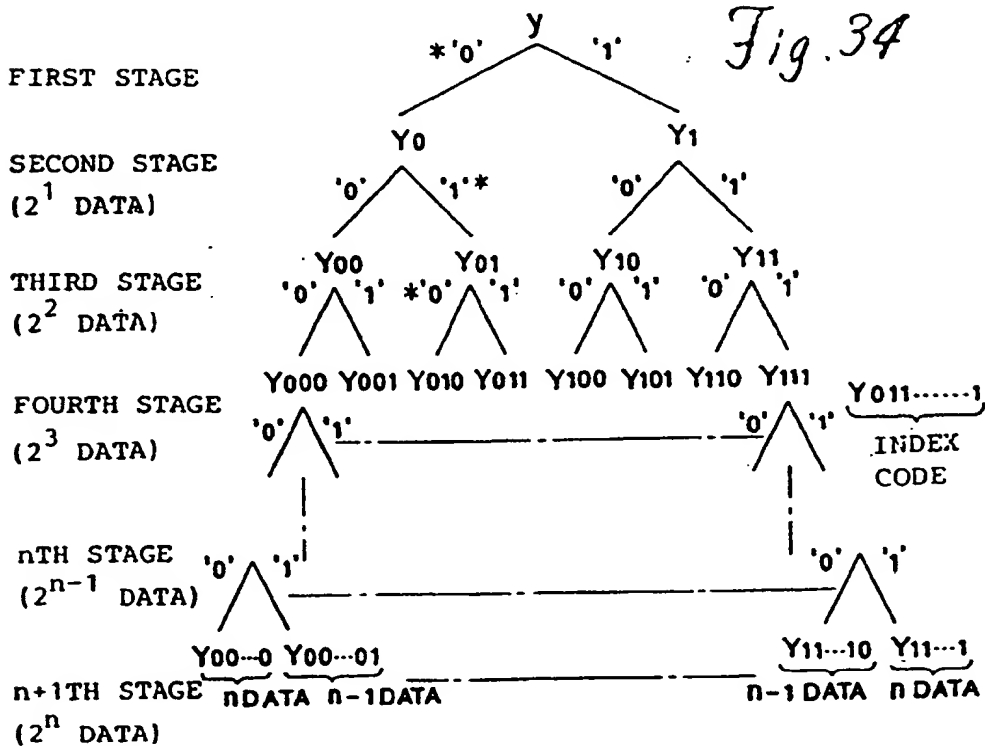 Fig. 34
y
*'0' '1'
FIRST STAGE
Y0 Y1
SECOND STAGE
'0' '1'* '0' '1'
(2^1 DATA)
Y00 Y01 Y10 Y11
THIRD STAGE
'0' '1' *'0' '1' '0' '1' '0' '1'
(2^2 DATA)
Y000 Y001 Y010 Y011 Y100 Y101 Y110 Y111
FOURTH STAGE
Y011......1
'0' '1' '0' '1'
(2^3 DATA)
INDEX
CODE
nTH STAGE
'0' '1' '0' '1'
(2^n-1 DATA)
Y00...0 Y00...01 Y11...10 Y11...1
n+1TH STAGE
nDATA n-1DATA n-1 DATA n DATA
(2^n DATA)